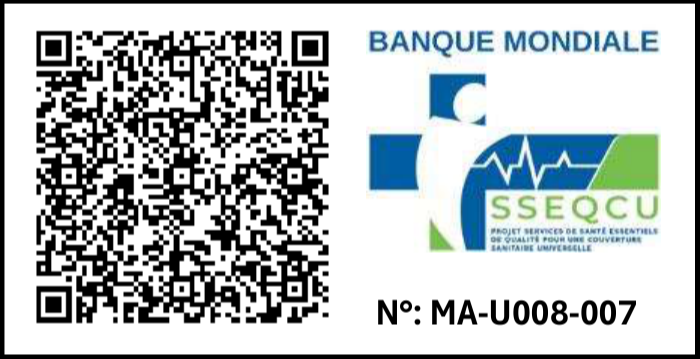 BANQUE MONDIALE
SSEQCU
PROJET SERVICES DE SANTÉ ESSENTIELS
DE QUALITÉ POUR UNE COUVERTURE
SANITAIRE UNIVERSELLE
N°: MA-U008-007